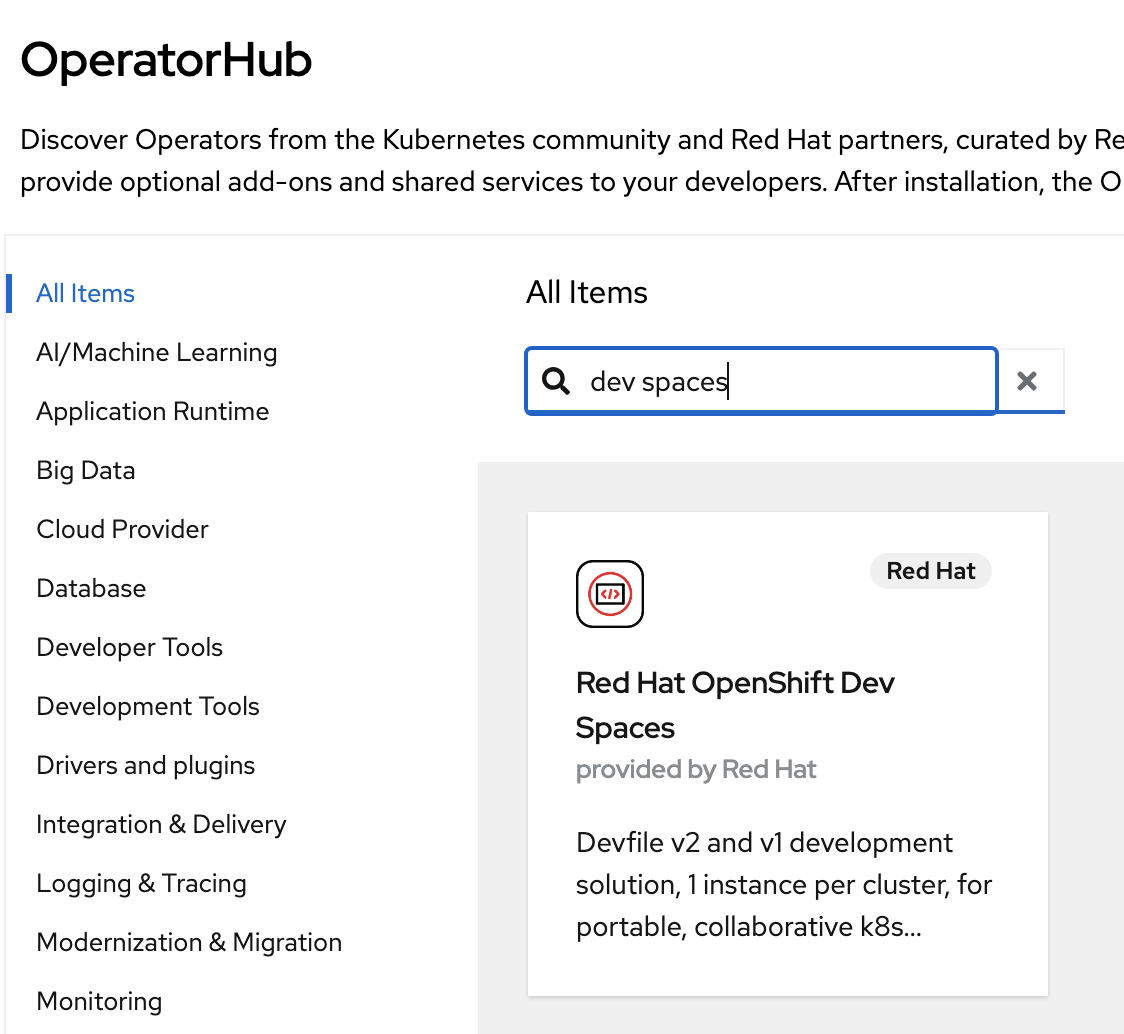 OperatorHub
Discover Operators from the Kubernetes community and Red Hat partners, curated by Re
provide optional add-ons and shared services to your developers. After installation, the O
All Items
AI/Machine Learning
Application Runtime
Big Data
Cloud Provider
Database
Developer Tools
Development Tools
Drivers and plugins
Integration & Delivery
Logging & Tracing
Modernization & Migration
Monitoring
All Items
dev spaces
Red Hat
Red Hat OpenShift Dev
Spaces
provided by Red Hat
Devfile v2 and v1 development
solution, 1 instance per cluster, for
portable, collaborative k8s...